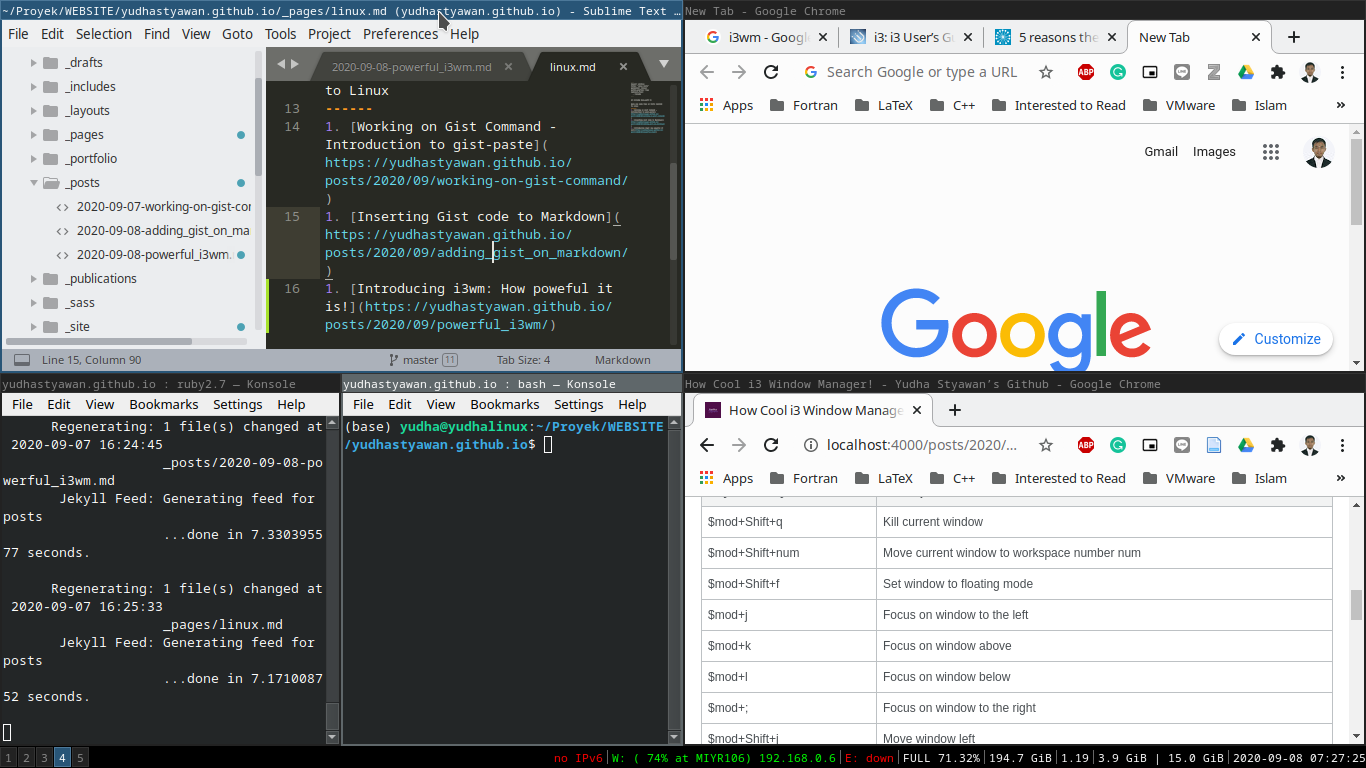 ~/Proyek/WEBSITE/yudhastyawan.github.io/_pages/linux.md (yudhastyawan.github.io) - Sublime Text …
File Edit Selection Find View Goto Tools Project Preferences Help
_drafts
_includes
_layouts
_pages
_portfolio
_posts
2020-09-07-working-on-gist-cor
2020-09-08-adding_gist_on_ma
2020-09-08-powerful_i3wm.
_publications
_sass
_site
2020-09-08-powerful_i3wm.md
linux.md
to Linux
13 ------
14 1. [Working on Gist Command -
Introduction to gist-paste](
https://yudhastyawan.github.io/
posts/2020/09/working-on-gist-command/
)
15 1. [Inserting Gist code to Markdown](
https://yudhastyawan.github.io/
posts/2020/09/adding_gist_on_markdown/
)
16 1. [Introducing i3wm: How poweful it
is!](https://yudhastyawan.github.io/
posts/2020/09/powerful_i3wm/)
Line 15, Column 90 master 11 Tab Size: 4 Markdown
New Tab - Google Chrome
i3wm - Googl
i3: i3 User's G
5 reasons the
New Tab
Search Google or type a URL
Apps Fortran LaTeX C++ Interested to Read VMware Islam »
Gmail Images
Google
Customize
yudhastyawan.github.io : ruby2.7 — Konsole
File Edit View Bookmarks Settings Help
Regenerating: 1 file(s) changed at
2020-09-07 16:24:45
_posts/2020-09-08-po
werful_i3wm.md
Jekyll Feed: Generating feed for
posts
...done in 7.3303955
77 seconds.
Regenerating: 1 file(s) changed at
2020-09-07 16:25:33
_pages/linux.md
Jekyll Feed: Generating feed for
posts
...done in 7.1710087
52 seconds.
yudhastyawan.github.io : bash — Konsole
File Edit View Bookmarks Settings Help
(base) yudha@yudhalinux:~/Proyek/WEBSITE
/yudhastyawan.github.io$
How Cool i3 Window Manager! - Yudha Styawan's Github - Google Chrome
How Cool i3 Window Manage
localhost:4000/posts/2020/...
ABP
Apps Fortran LaTeX C++ Interested to Read VMware Islam »
$mod+Shift+q Kill current window
$mod+Shift+num Move current window to workspace number num
$mod+Shift+f Set window to floating mode
$mod+j Focus on window to the left
$mod+k Focus on window above
$mod+l Focus on window below
$mod+; Focus on window to the right
$mod+Shift+j Move window left
1 2 3 4 5
no IPv6 W: ( 74% at MIYR106) 192.168.0.6 E: down FULL 71.32% 194.7 GiB 1.19 3.9 GiB | 15.0 GiB 2020-09-08 07:27:25